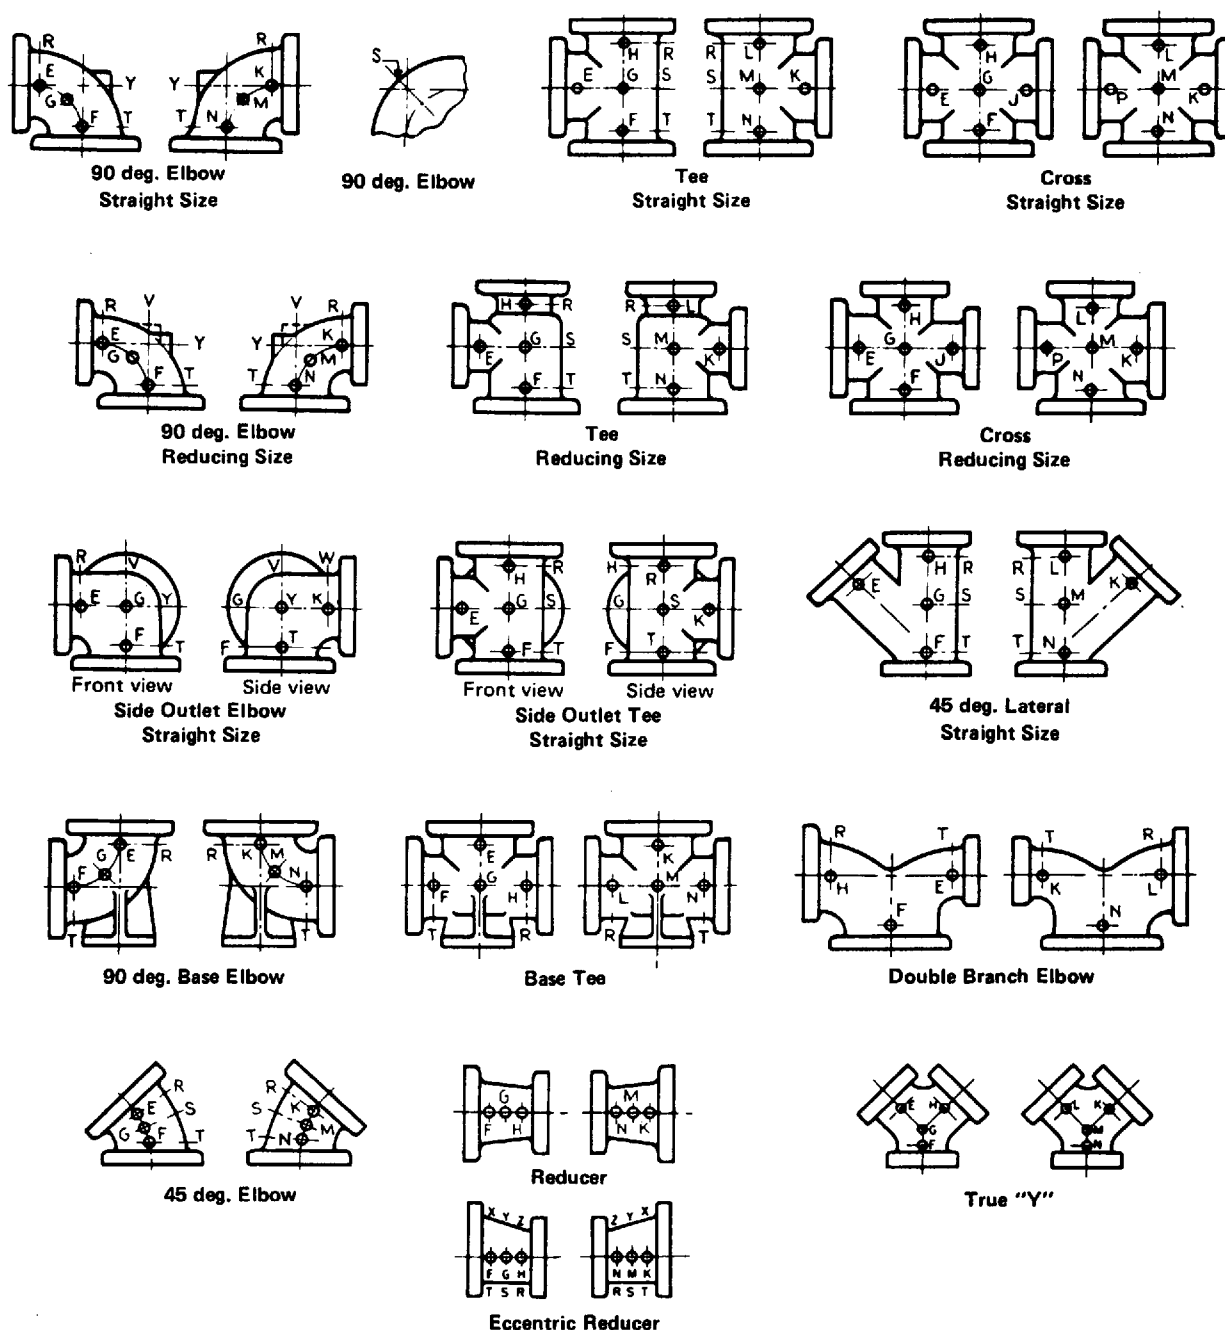 R R
E K
Y Y
G M
T F N T
90 deg. Elbow
Straight Size
S
90 deg. Elbow
H R R L
E G S S M K
F T T N
Tee
Straight Size
H L
E G J P M K
F N
Cross
Straight Size
R V V R
E K
G Y Y M
F T T N
90 deg. Elbow
Reducing Size
H R R L
E G S S M K
F T T N
Tee
Reducing Size
H L
E G J P M K
F N
Cross
Reducing Size
R V V W
E G Y G Y K
F T F T
Front view Side view
Side Outlet Elbow
Straight Size
H R H R
E G S G S K
F T F T
Front view Side view
Side Outlet Tee
Straight Size
E H R R L K
G S S M
F T T N
45 deg. Lateral
Straight Size
G E R R K M
F N
T T
90 deg. Base Elbow
E K
F G H L M N
T R R T
Base Tee
R T T R
H E K L
F N
Double Branch Elbow
R R
E S S K
G F T T N M
45 deg. Elbow
G M
F H N K
Reducer
E H L K
G M
F N
True "Y"
X Y Z Z Y X
F G H N M K
T S R R S T
Eccentric Reducer